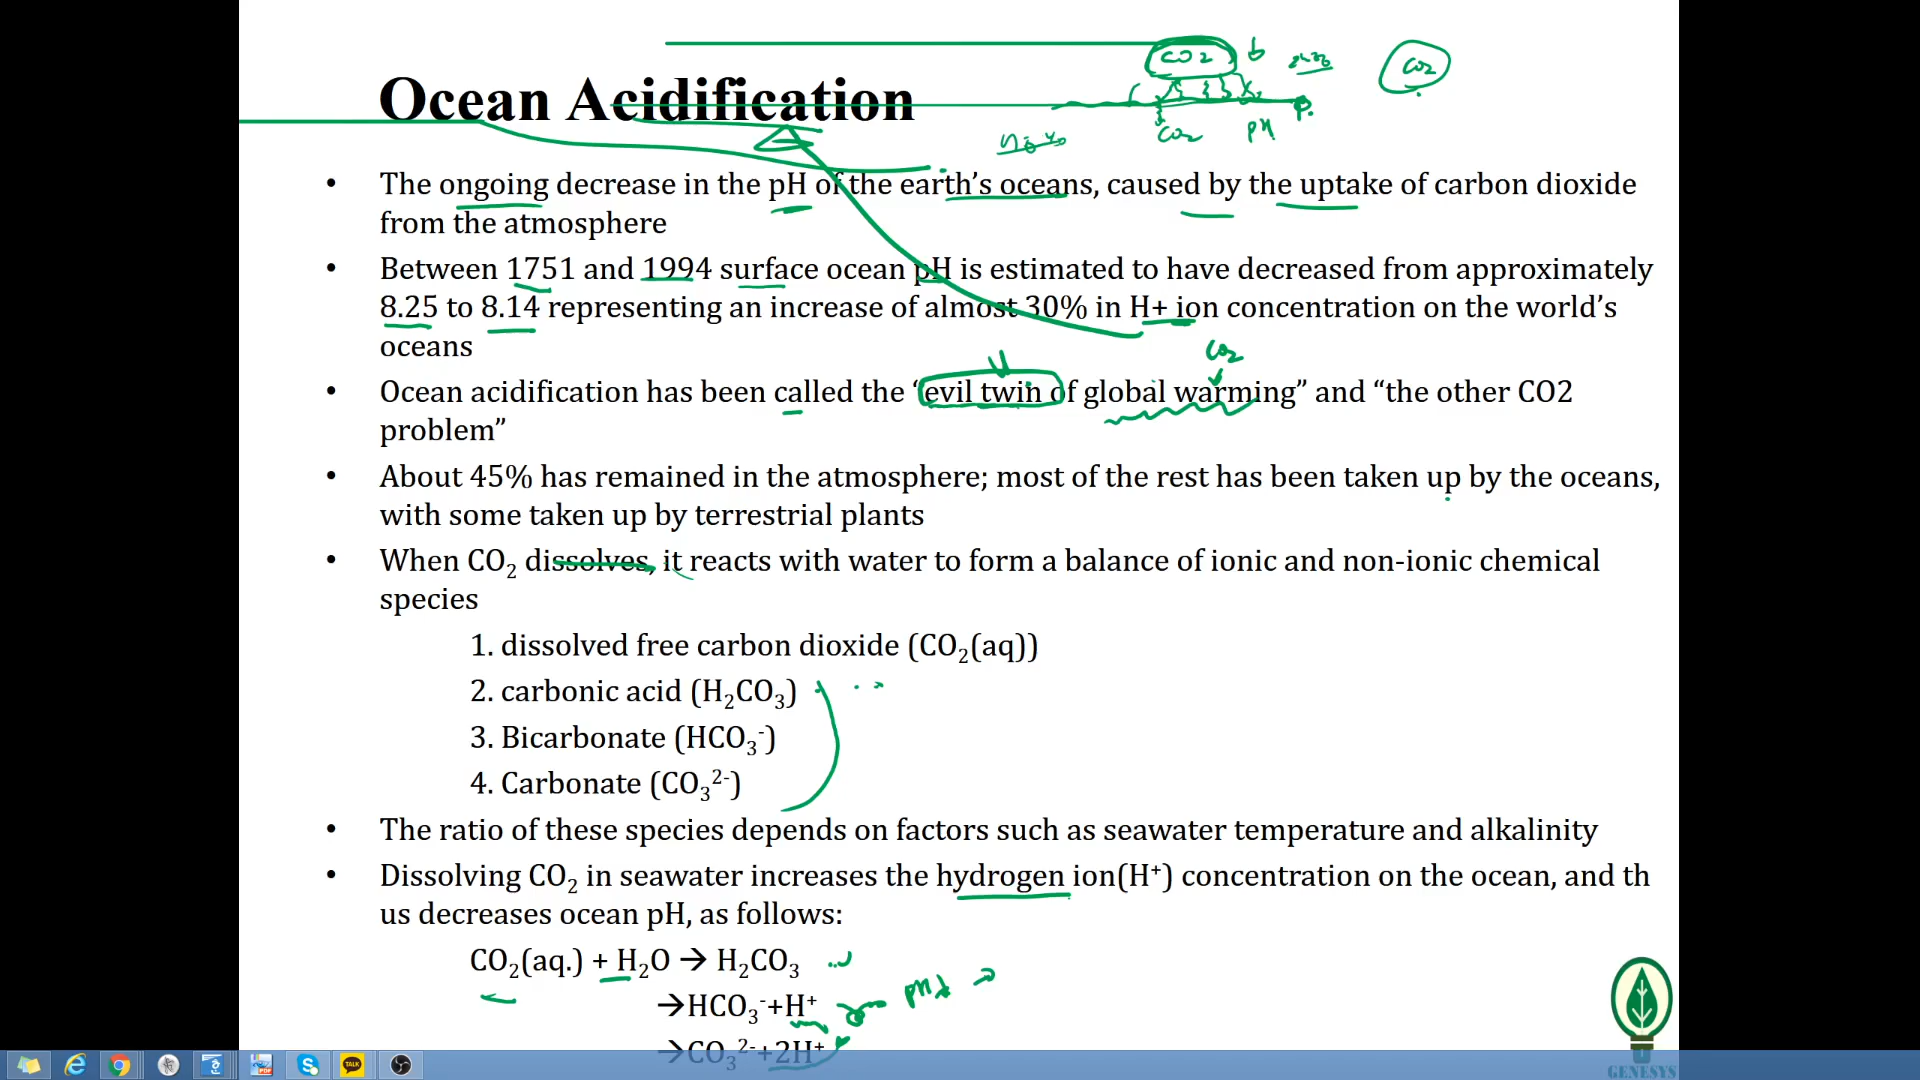 CO2
CO2
Ocean Acidification
CO2
pH
• The ongoing decrease in the pH of the earth’s oceans, caused by the uptake of carbon dioxide
from the atmosphere
• Between 1751 and 1994 surface ocean pH is estimated to have decreased from approximately
8.25 to 8.14 representing an increase of almost 30% in H+ ion concentration on the world’s
oceans
CO2
• Ocean acidification has been called the “evil twin of global warming” and “the other CO2
problem”
• About 45% has remained in the atmosphere; most of the rest has been taken up by the oceans,
with some taken up by terrestrial plants
• When CO₂ dissolves, it reacts with water to form a balance of ionic and non-ionic chemical
species
1. dissolved free carbon dioxide (CO₂(aq))
2. carbonic acid (H₂CO₃)
3. Bicarbonate (HCO₃⁻)
4. Carbonate (CO₃²⁻)
• The ratio of these species depends on factors such as seawater temperature and alkalinity
• Dissolving CO₂ in seawater increases the hydrogen ion(H⁺) concentration on the ocean, and th
us decreases ocean pH, as follows:
CO₂(aq.) + H₂O → H₂CO₃
→HCO₃⁻+H⁺
pH
→CO₃²⁻+2H⁺
GENESYS
TALK
PDF